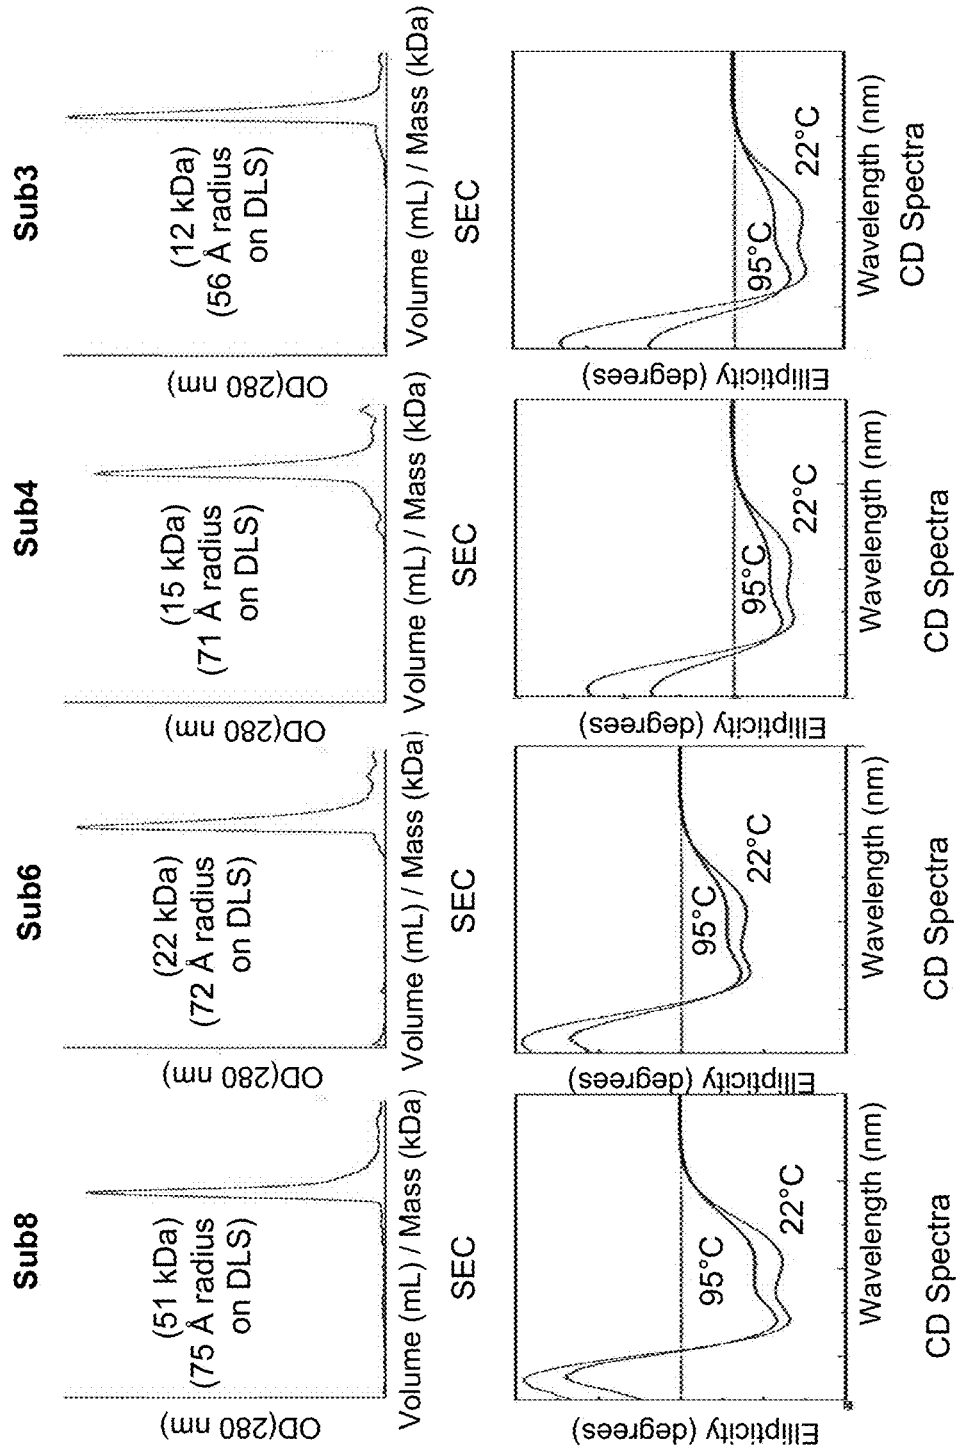 Sub8
OD(280 nm)
(51 kDa)
(75 Å radius
on DLS)
Volume (mL) / Mass (kDa)
SEC
Ellipticity (degrees)
95°C
22°C
Wavelength (nm)
CD Spectra
Sub6
OD(280 nm)
(22 kDa)
(72 Å radius
on DLS)
Volume (mL) / Mass (kDa)
SEC
Ellipticity (degrees)
95°C
22°C
Wavelength (nm)
CD Spectra
Sub4
OD(280 nm)
(15 kDa)
(71 Å radius
on DLS)
Volume (mL) / Mass (kDa)
SEC
Ellipticity (degrees)
95°C
22°C
Wavelength (nm)
CD Spectra
Sub3
OD(280 nm)
(12 kDa)
(56 Å radius
on DLS)
Volume (mL) / Mass (kDa)
SEC
Ellipticity (degrees)
95°C
22°C
Wavelength (nm)
CD Spectra